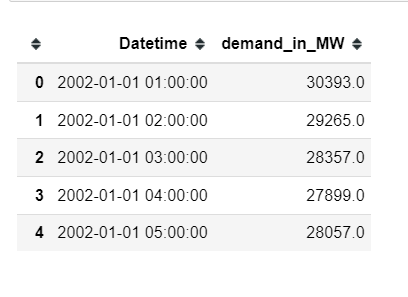 Datetime demand_in_MW
0 2002-01-01 01:00:00 30393.0
1 2002-01-01 02:00:00 29265.0
2 2002-01-01 03:00:00 28357.0
3 2002-01-01 04:00:00 27899.0
4 2002-01-01 05:00:00 28057.0